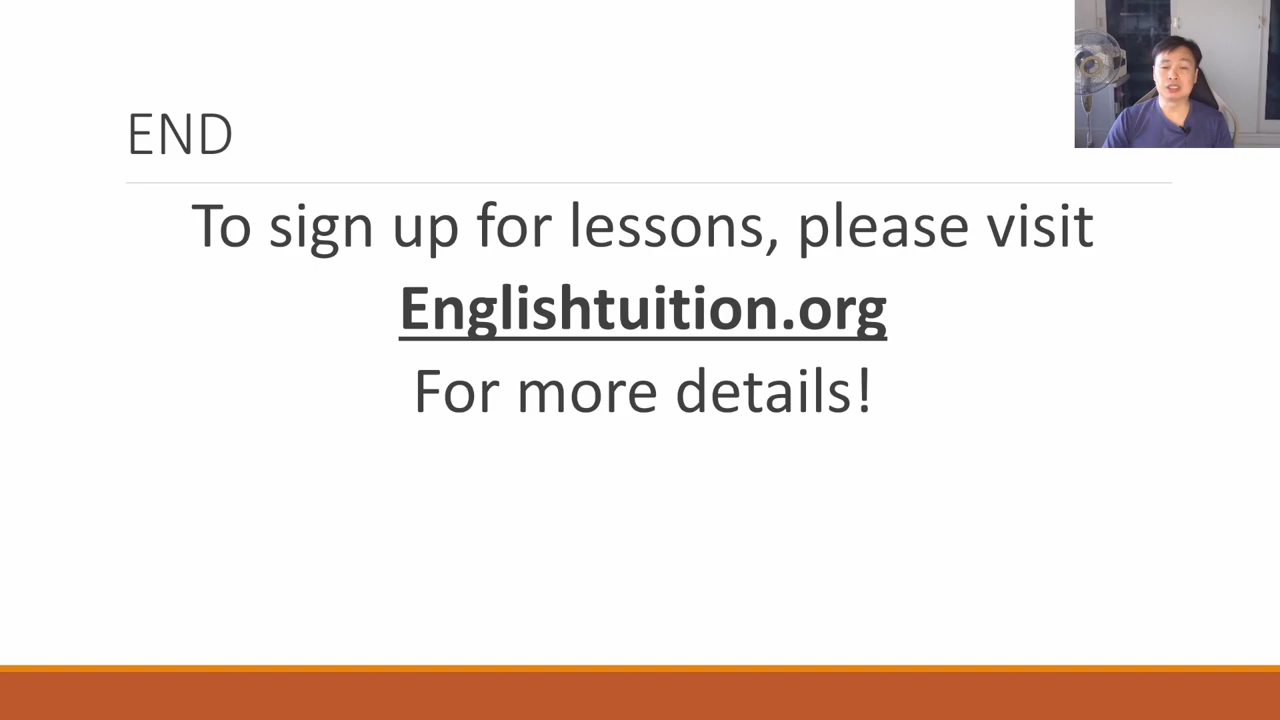 END
To sign up for lessons, please visit
Englishtuition.org
For more details!